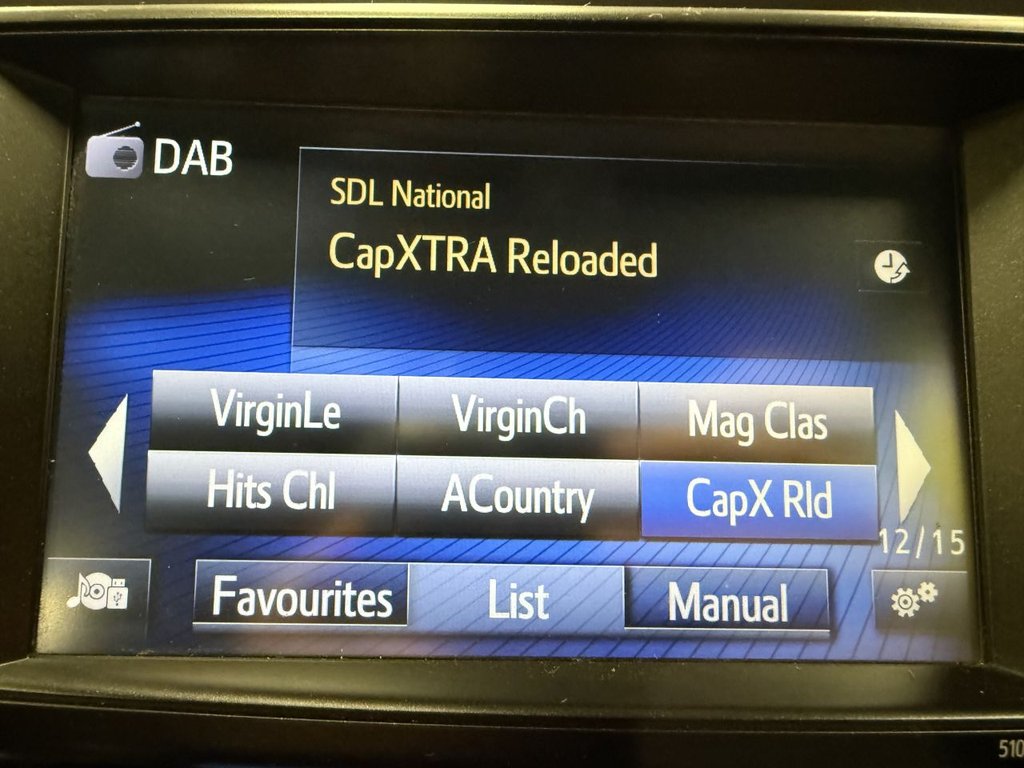 DAB
SDL National
CapXTRA Reloaded
VirginLe VirginCh Mag Clas
Hits Chl ACountry CapX Rld
12/15
Favourites List Manual
510